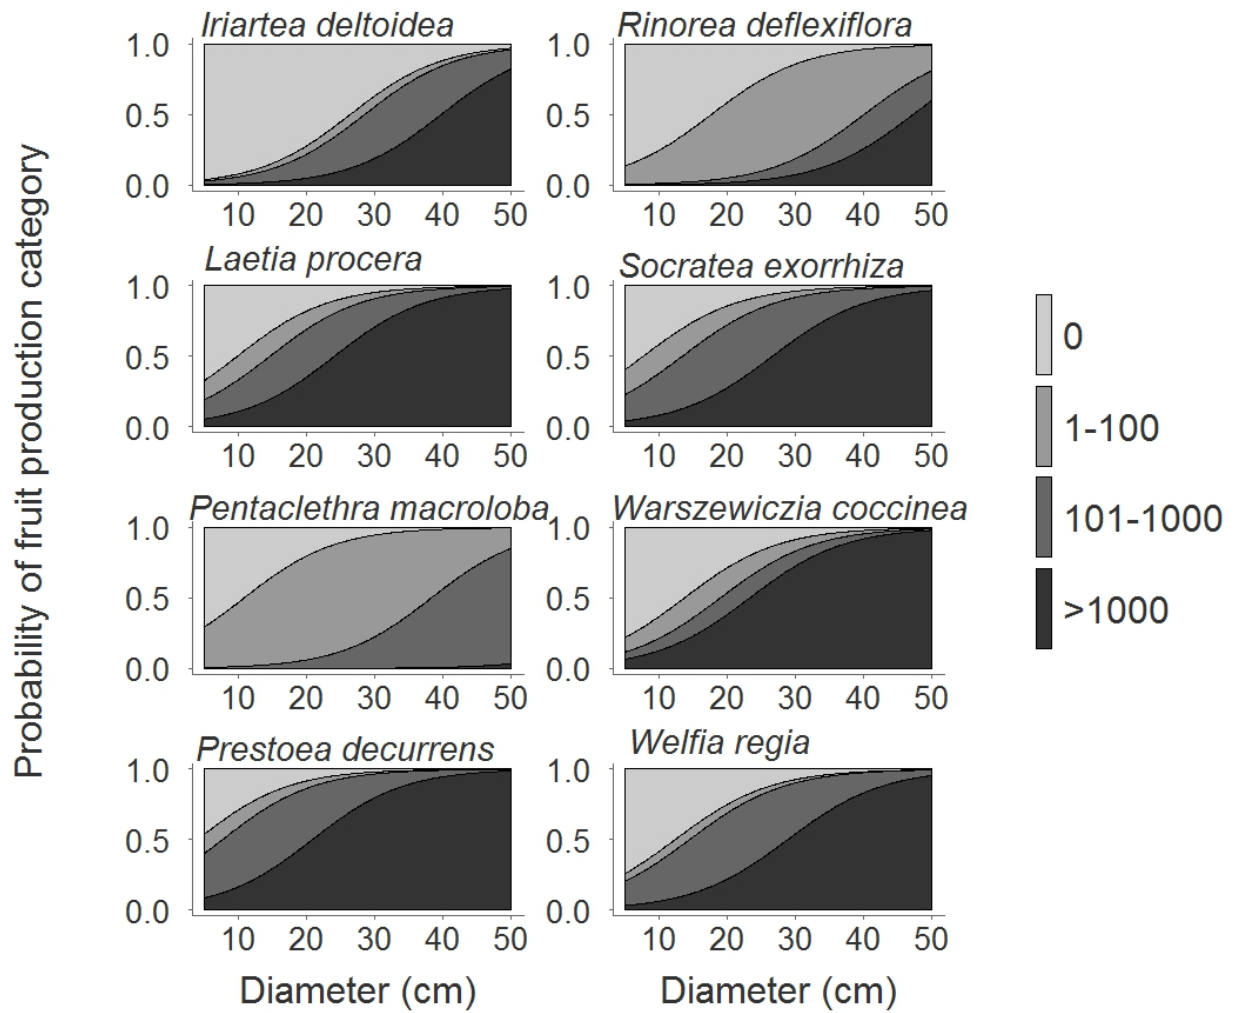 Probability of fruit production category
Iriartea deltoidea
1.0
0.5
0.0
10 20 30 40 50
Rinorea deflexiflora
1.0
0.5
0.0
10 20 30 40 50
Laetia procera
1.0
0.5
0.0
10 20 30 40 50
Socratea exorrhiza
1.0
0.5
0.0
10 20 30 40 50
Pentaclethra macroloba
1.0
0.5
0.0
10 20 30 40 50
Warszewiczia coccinea
1.0
0.5
0.0
10 20 30 40 50
Prestoea decurrens
1.0
0.5
0.0
10 20 30 40 50
Diameter (cm)
Welfia regia
1.0
0.5
0.0
10 20 30 40 50
Diameter (cm)
0
1-100
101-1000
>1000